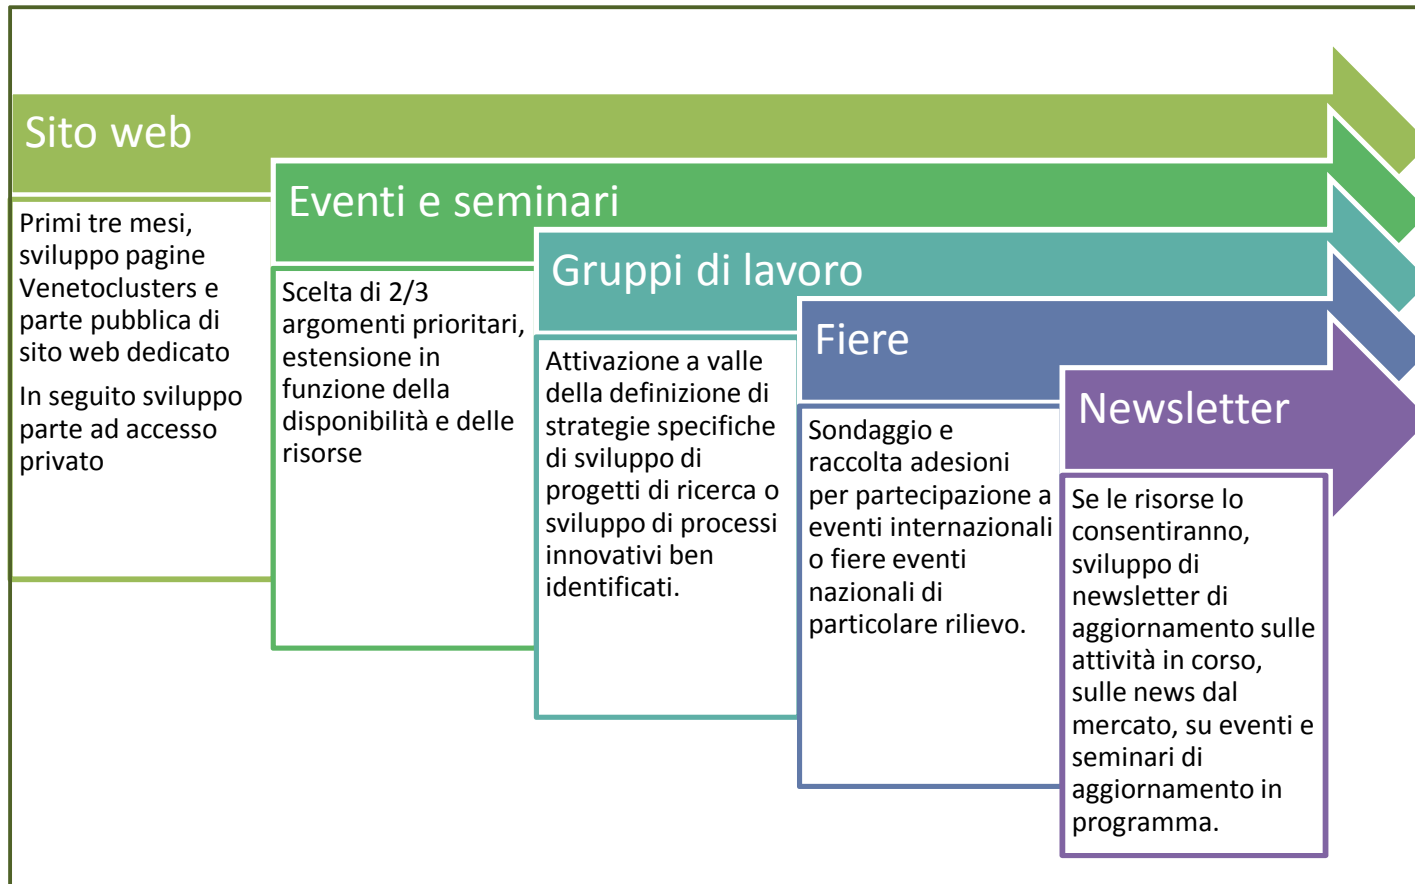 Sito web
Primi tre mesi,
sviluppo pagine
Venetoclusters e
parte pubblica di
sito web dedicato
In seguito sviluppo
parte ad accesso
privato
Eventi e seminari
Scelta di 2/3
argomenti prioritari,
estensione in
funzione della
disponibilità e delle
risorse
Gruppi di lavoro
Attivazione a valle
della definizione di
strategie specifiche
di sviluppo di
progetti di ricerca o
sviluppo di processi
innovativi ben
identificati.
Fiere
Sondaggio e
raccolta adesioni
per partecipazione a
eventi internazionali
o fiere eventi
nazionali di
particolare rilievo.
Newsletter
Se le risorse lo
consentiranno,
sviluppo di
newsletter di
aggiornamento sulle
attività in corso,
sulle news dal
mercato, su eventi e
seminari di
aggiornamento in
programma.